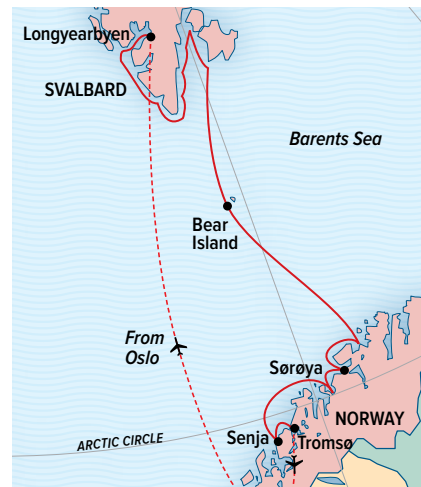 Longyearbyen
SVALBARD
Barents Sea
Bear
Island
From
Oslo
Sørøya
NORWAY
ARCTIC CIRCLE
Senja
Tromsø